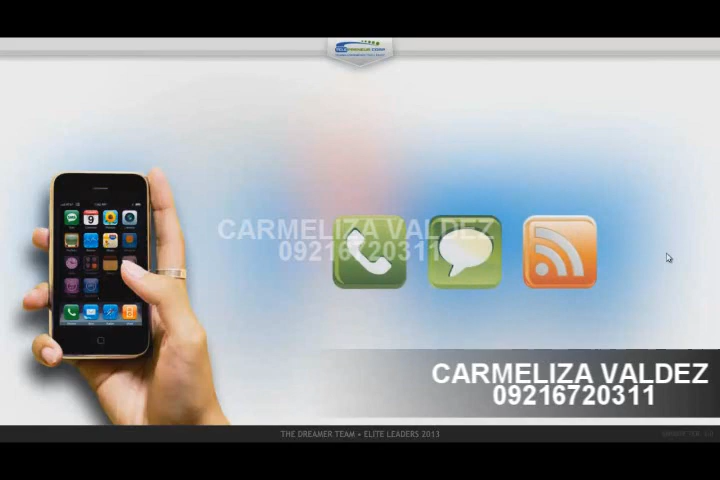 CARMELIZA VALDEZ
09216720311
CARMELIZA VALDEZ
09216720311
THE DREAMER TEAM • ELITE LEADERS 2013